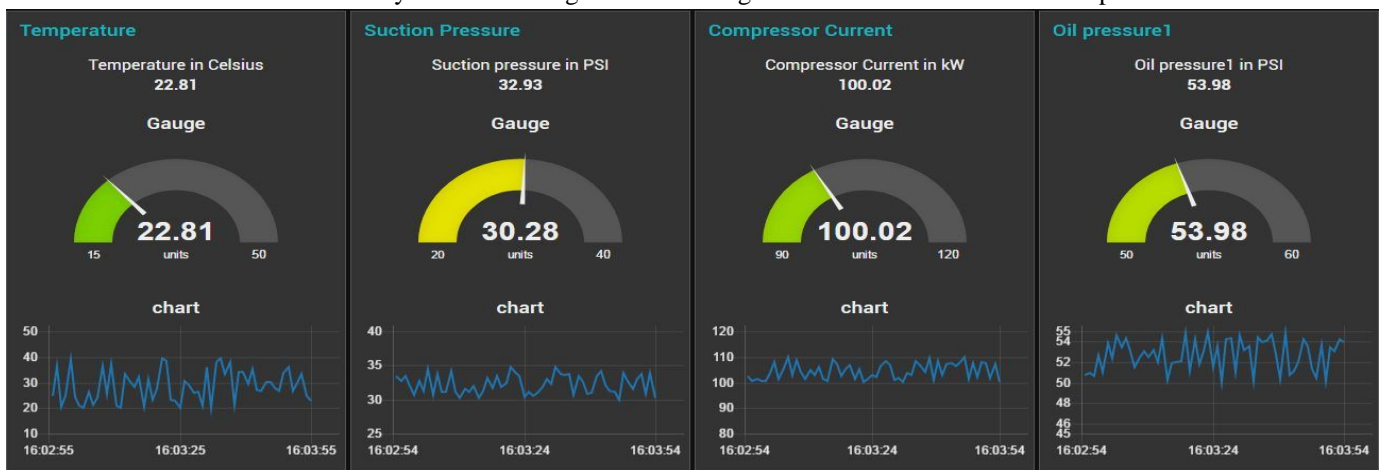 Temperature
Temperature in Celsius
22.81
Gauge
22.81
15 units 50
chart
50
40
30
20
10
16:02:55 16:03:25 16:03:55
Suction Pressure
Suction pressure in PSI
32.93
Gauge
30.28
20 units 40
chart
40
35
30
25
16:02:54 16:03:24 16:03:54
Compressor Current
Compressor Current in kW
100.02
Gauge
100.02
90 units 120
chart
120
110
100
90
80
16:02:54 16:03:24 16:03:54
Oil pressure1
Oil pressure1 in PSI
53.98
Gauge
53.98
50 units 60
chart
55
54
52
50
48
46
45
16:02:54 16:03:24 16:03:54